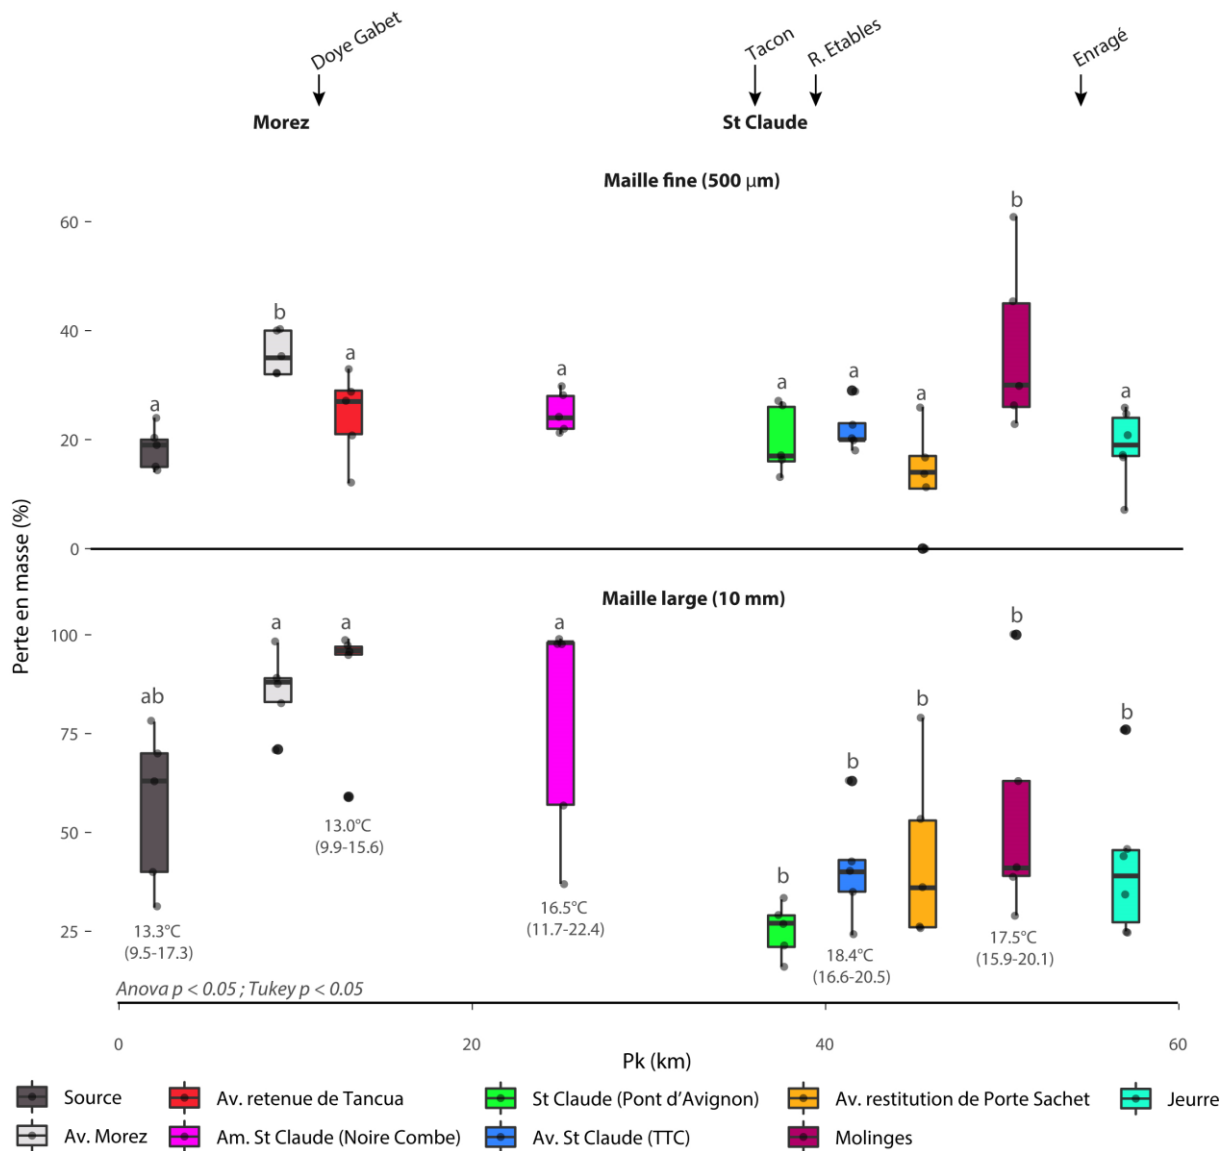 Doye Gabet
Tacon
R. Etables
Enragé
Morez
St Claude
Maille fine (500 µm)
b
60
b
40
a
a
a
a
a
a
a
20
0
Perte en masse (%)
Maille large (10 mm)
a
a
a
b
100
ab
b
b
75
b
13.0°C
(9.9-15.6)
50
b
16.5°C
(11.7-22.4)
13.3°C
(9.5-17.3)
25
17.5°C
(15.9-20.1)
18.4°C
(16.6-20.5)
Anova p < 0.05 ; Tukey p < 0.05
0
20
40
60
Pk (km)
Source
Av. retenue de Tancua
St Claude (Pont d'Avignon)
Av. restitution de Porte Sachet
Jeurre
Av. Morez
Am. St Claude (Noire Combe)
Av. St Claude (TTC)
Molinges